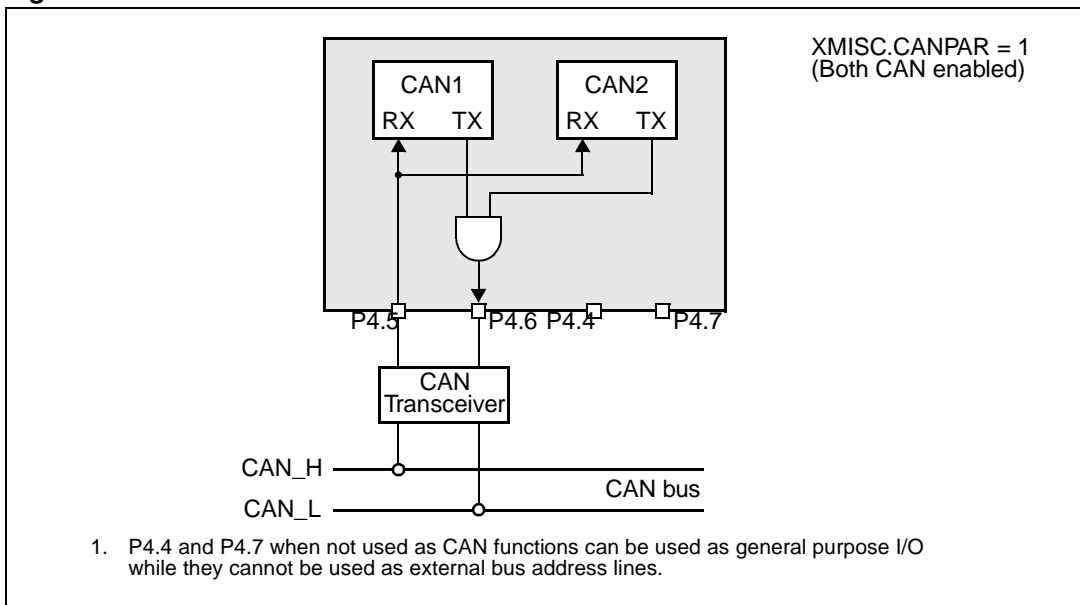 XMISC.CANPAR = 1
(Both CAN enabled)
CAN1
CAN2
RX TX
RX TX
P4.5
P4.6 P4.4
P4.7
CAN
Transceiver
CAN_H
CAN bus
CAN_L
1. P4.4 and P4.7 when not used as CAN functions can be used as general purpose I/O
while they cannot be used as external bus address lines.